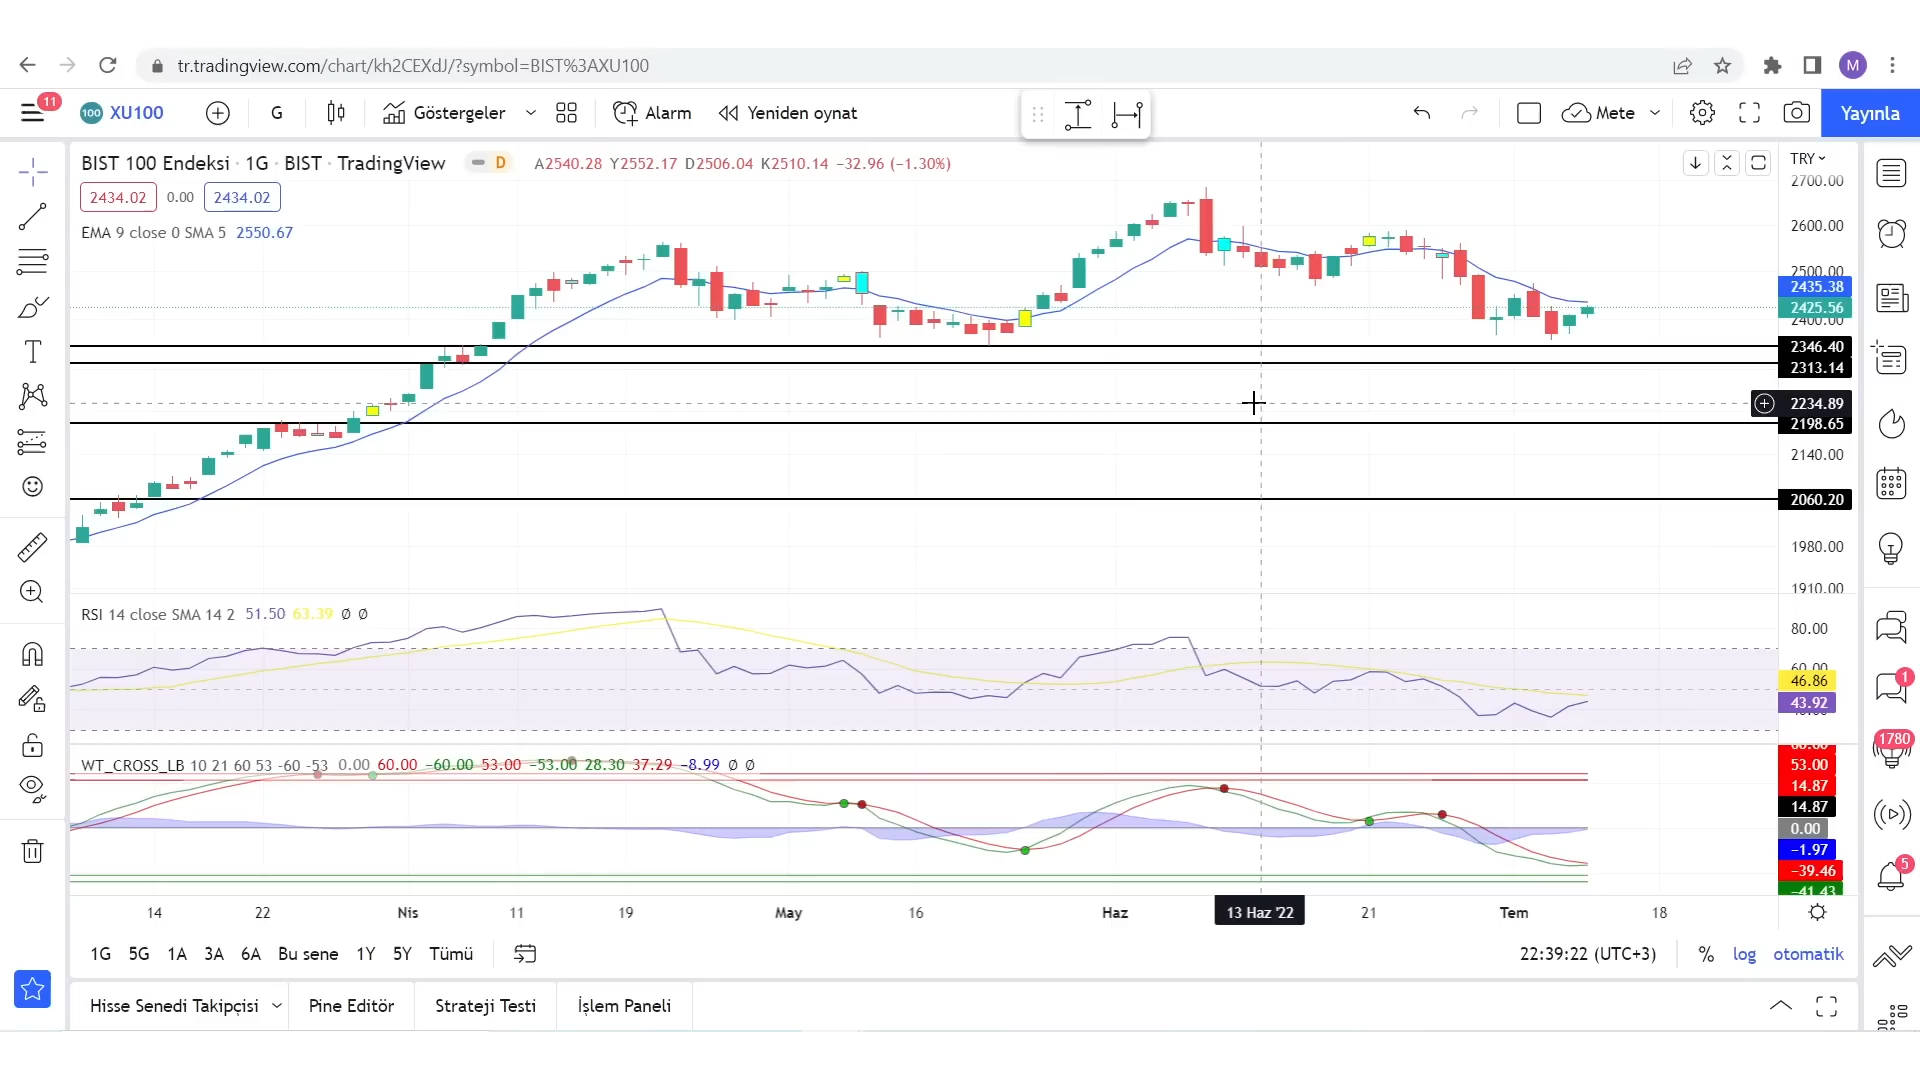 tr.tradingview.com/chart/kh2CEXdJ/?symbol=BIST%3AXU100
M
11
100 XU100
G
Göstergeler
Alarm
Yeniden oynat
Mete
Yayınla
BIST 100 Endeksi · 1G · BIST · TradingView
D
A2540.28 Y2552.17 D2506.04 K2510.14 −32.96 (−1.30%)
TRY
2434.02 0.00 2434.02
EMA 9 close 0 SMA 5 2550.67
2700.00
2600.00
2500.00
2435.38
2425.56
2400.00
2346.40
2313.14
2234.89
2198.65
2140.00
2060.20
1980.00
1910.00
RSI 14 close SMA 14 2 51.50 63.39 Ø Ø
80.00
60.00
46.86
43.92
WT_CROSS_LB 10 21 60 53 -60 -53 0.00 60.00 −60.00 53.00 −53.00 28.30 37.29 −8.99 Ø Ø
60.00
53.00
14.87
14.87
0.00
−1.97
−39.46
−41.43
14 22 Nis 11 19 May 16 Haz 13 Haz '22 21 Tem 18
1G 5G 1A 3A 6A Bu sene 1Y 5Y Tümü
22:39:22 (UTC+3) % log otomatik
Hisse Senedi Takipçisi
Pine Editör
Strateji Testi
İşlem Paneli
1
1780
5